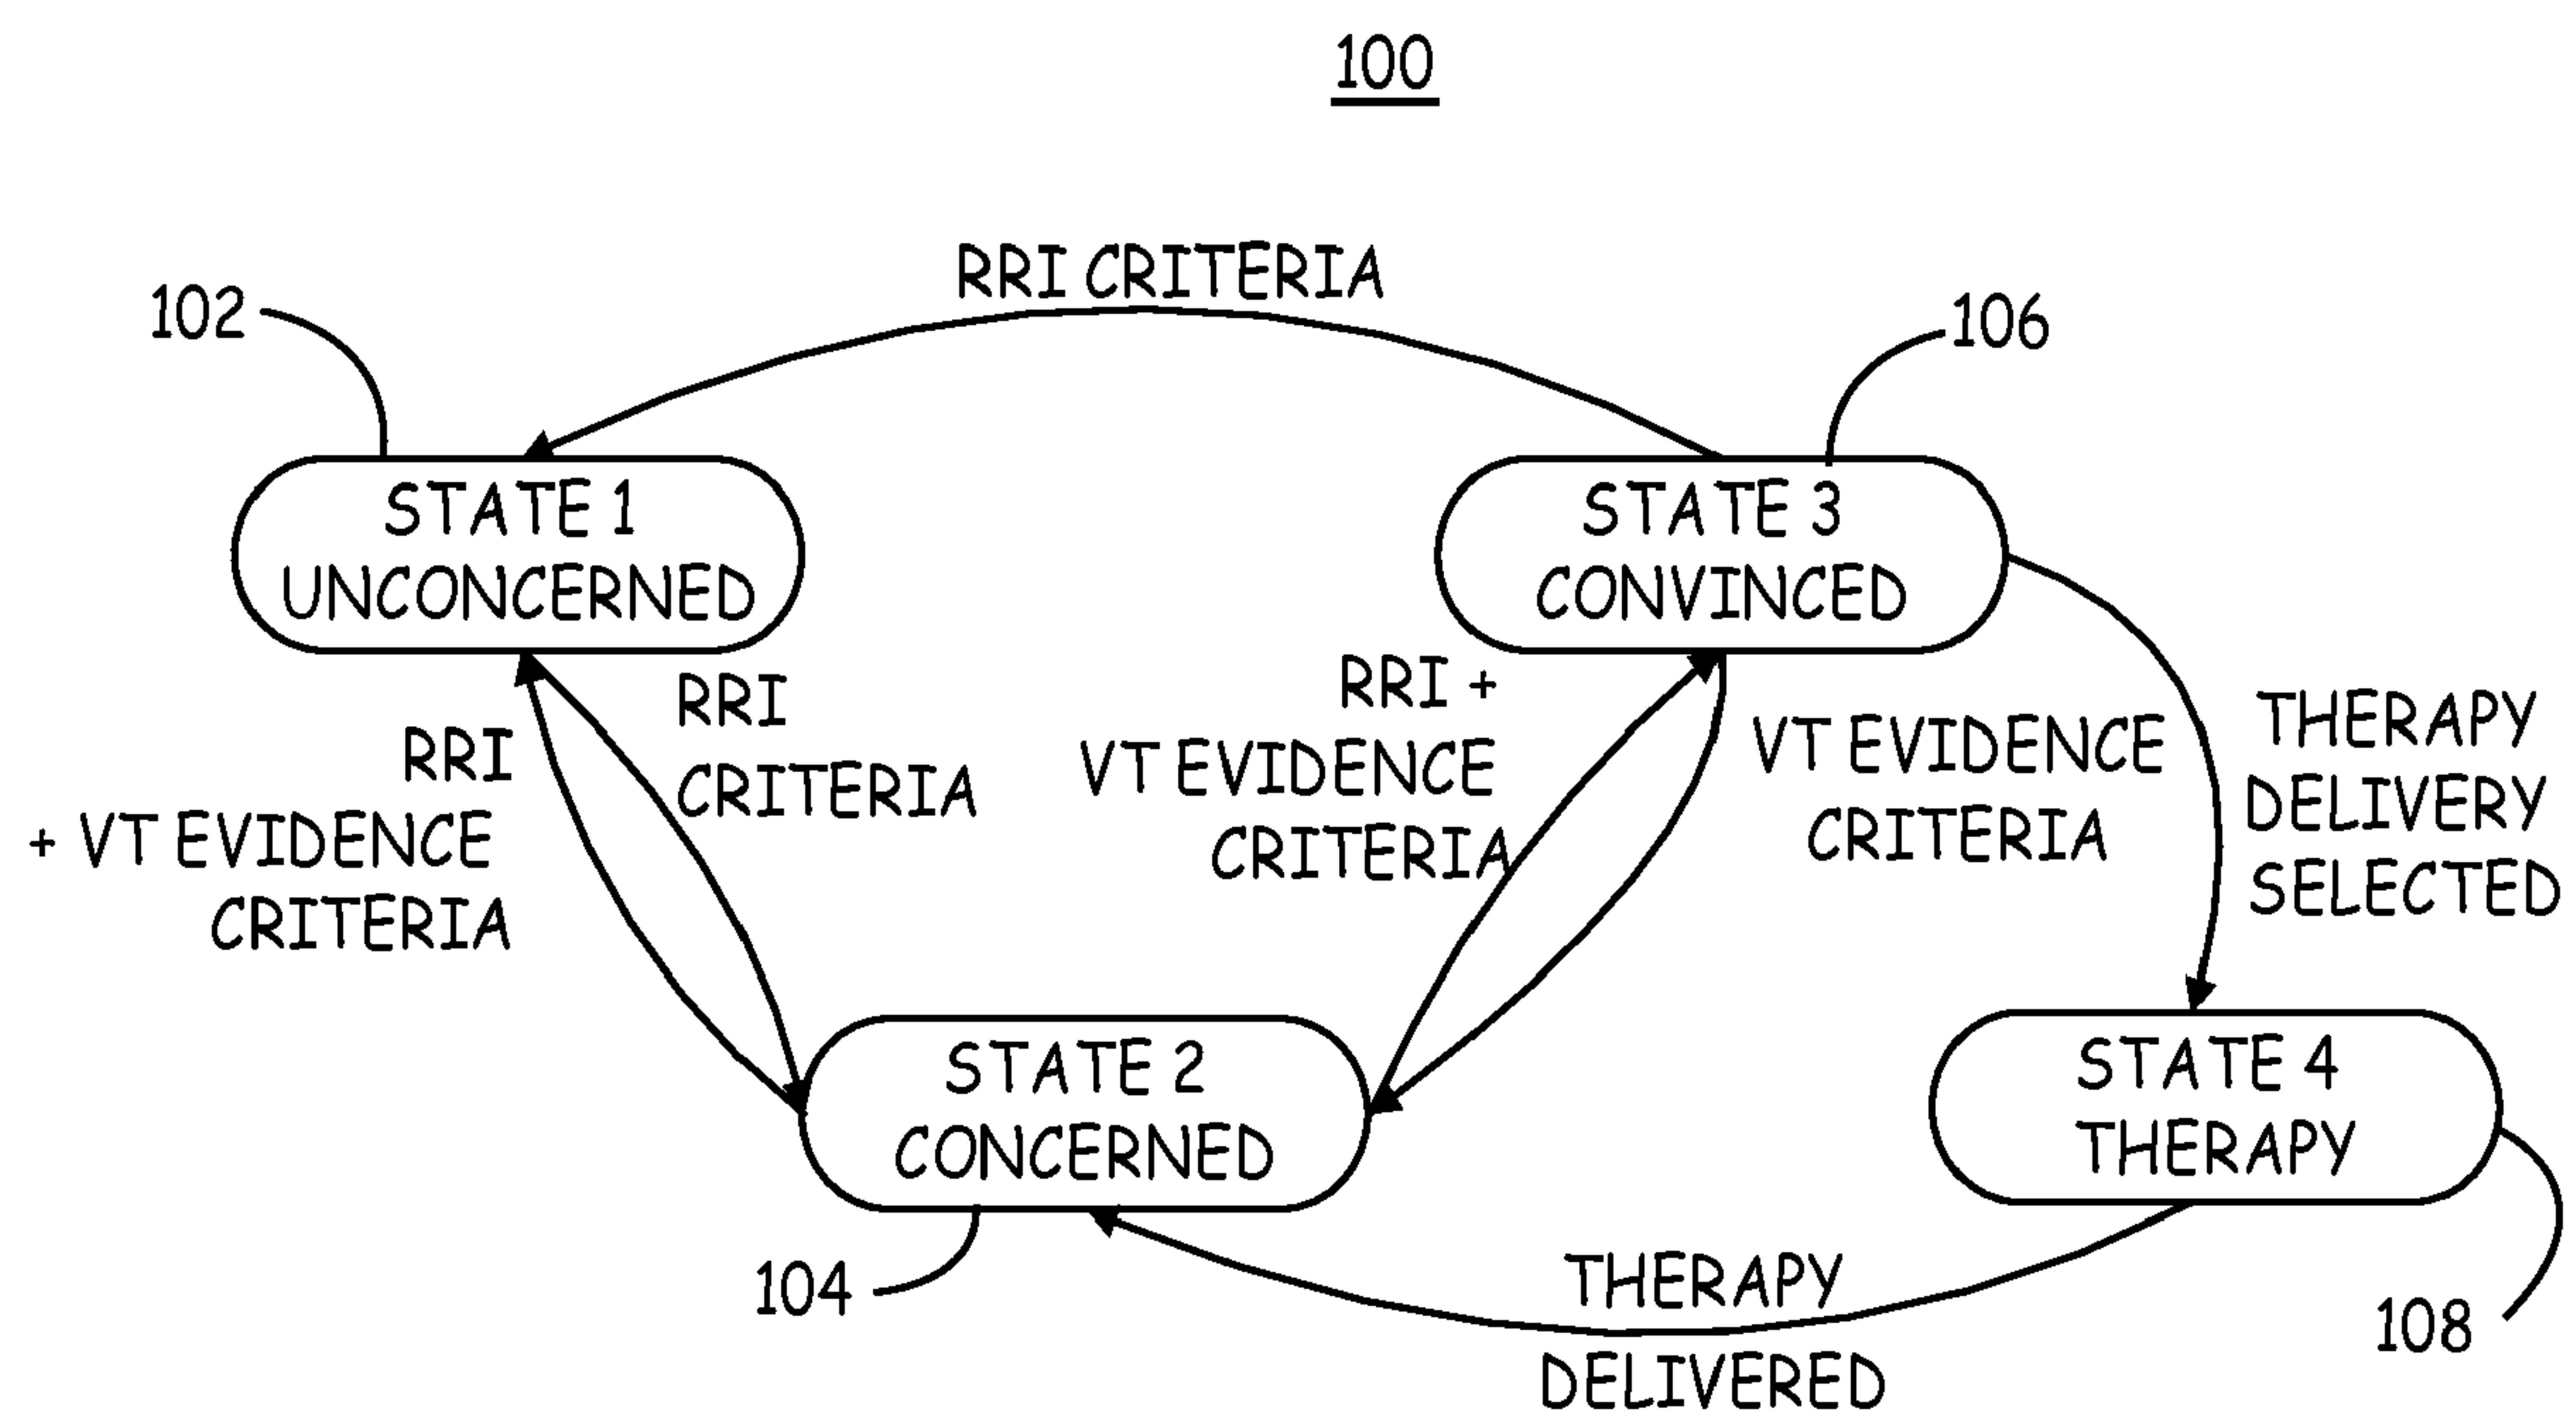 100
RRI CRITERIA
102
106
STATE 1
UNCONCERNED
STATE 3
CONVINCED
RRI
CRITERIA
RRI
+ VT EVIDENCE
CRITERIA
RRI +
VT EVIDENCE
CRITERIA
VT EVIDENCE
CRITERIA
THERAPY
DELIVERY
SELECTED
STATE 2
CONCERNED
STATE 4
THERAPY
104
THERAPY
DELIVERED
108